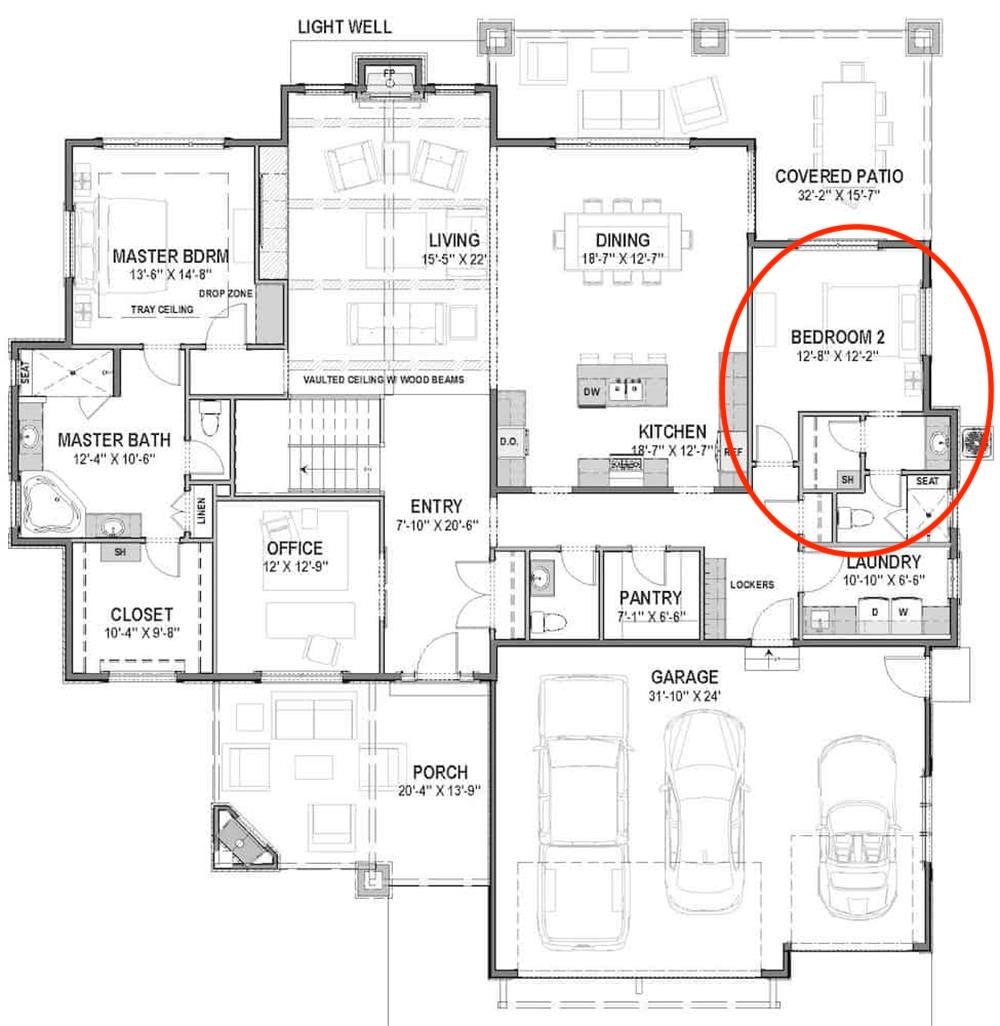 LIGHT WELL
FP
COVERED PATIO
32'-2" X 15'-7"
MASTER BDRM
13'-6" X 14'-8"
DROP ZONE
TRAY CEILING
LIVING
15'-5" X 22'
DINING
18'-7" X 12'-7"
BEDROOM 2
12'-8" X 12'-2"
SEAT
VAULTED CEILING W/ WOOD BEAMS
DW
MASTER BATH
12'-4" X 10'-6"
D.O.
KITCHEN
18'-7" X 12'-7"
REF
SH
SEAT
LINEN
ENTRY
7'-10" X 20'-6"
SH
OFFICE
12' X 12'-9"
LAUNDRY
10'-10" X 6'-6"
LOCKERS
PANTRY
7'-1" X 6'-6"
CLOSET
10'-4" X 9'-8"
D
W
GARAGE
31'-10" X 24'
PORCH
20'-4" X 13'-9"